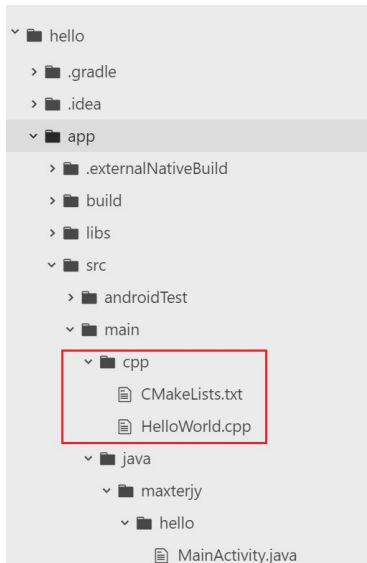 hello
.gradle
.idea
app
.externalNativeBuild
build
libs
src
androidTest
main
cpp
CMakeLists.txt
HelloWorld.cpp
java
maxterjy
hello
MainActivity.java